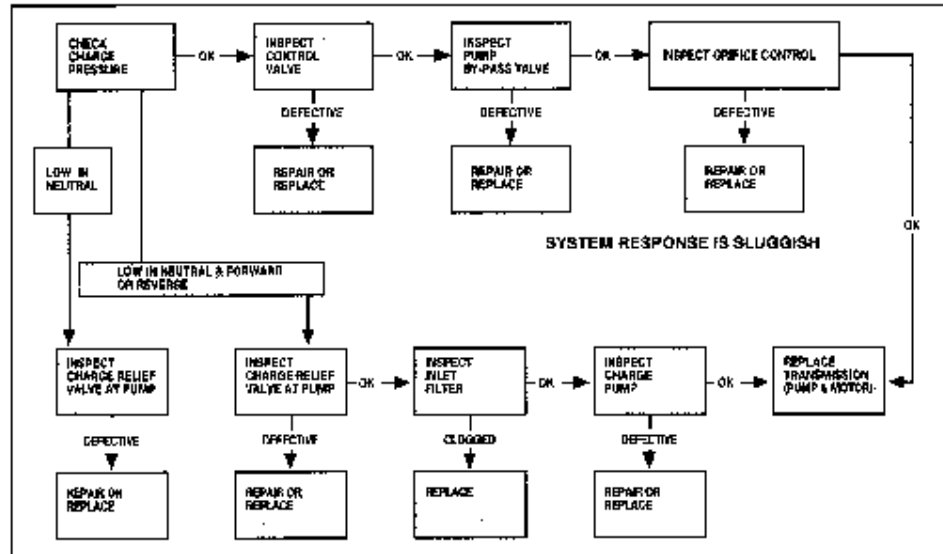 CHECK
CHARGE
PRESSURE
OK
INSPECT
CONTROL
VALVE
OK
INSPECT
PUMP
BY-PASS VALVE
OK
INSPECT ORIFICE CONTROL
DEFECTIVE
DEFECTIVE
DEFECTIVE
LOW IN
NEUTRAL
REPAIR OR
REPLACE
REPAIR OR
REPLACE
REPAIR OR
REPLACE
OK
SYSTEM RESPONSE IS SLUGGISH
LOW IN NEUTRAL & FORWARD
OR REVERSE
INSPECT
CHARGE RELIEF
VALVE AT PUMP
INSPECT
CHARGE RELIEF
VALVE AT PUMP
OK
INSPECT
INLET
FILTER
OK
INSPECT
CHARGE
PUMP
OK
REPLACE
TRANSMISSION
(PUMP & MOTOR)
DEFECTIVE
DEFECTIVE
CLOGGED
DEFECTIVE
REPAIR OR
REPLACE
REPAIR OR
REPLACE
REPLACE
REPAIR OR
REPLACE